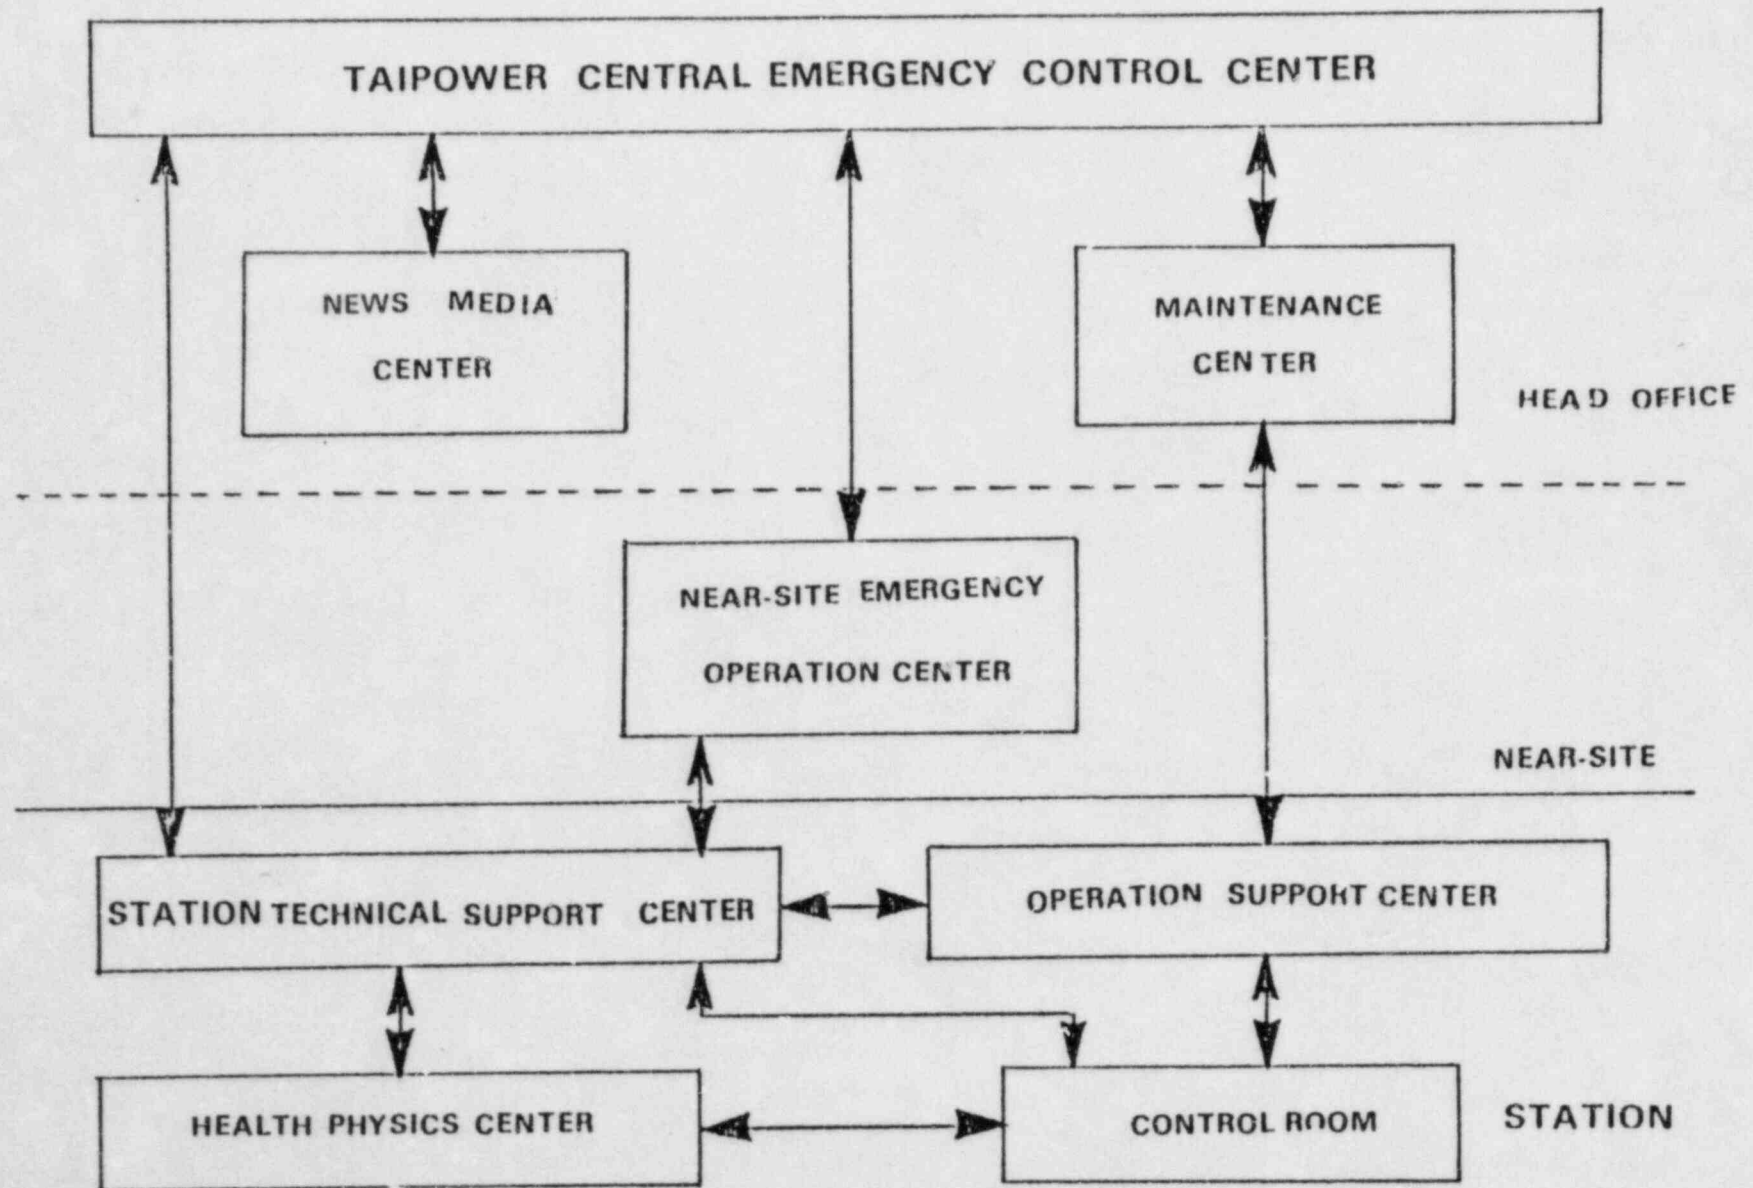 TAIPOWER CENTRAL EMERGENCY CONTROL CENTER
NEWS MEDIA
CENTER
MAINTENANCE
CENTER
HEAD OFFICE
NEAR-SITE EMERGENCY
OPERATION CENTER
NEAR-SITE
STATION TECHNICAL SUPPORT CENTER
OPERATION SUPPORT CENTER
HEALTH PHYSICS CENTER
CONTROL ROOM
STATION